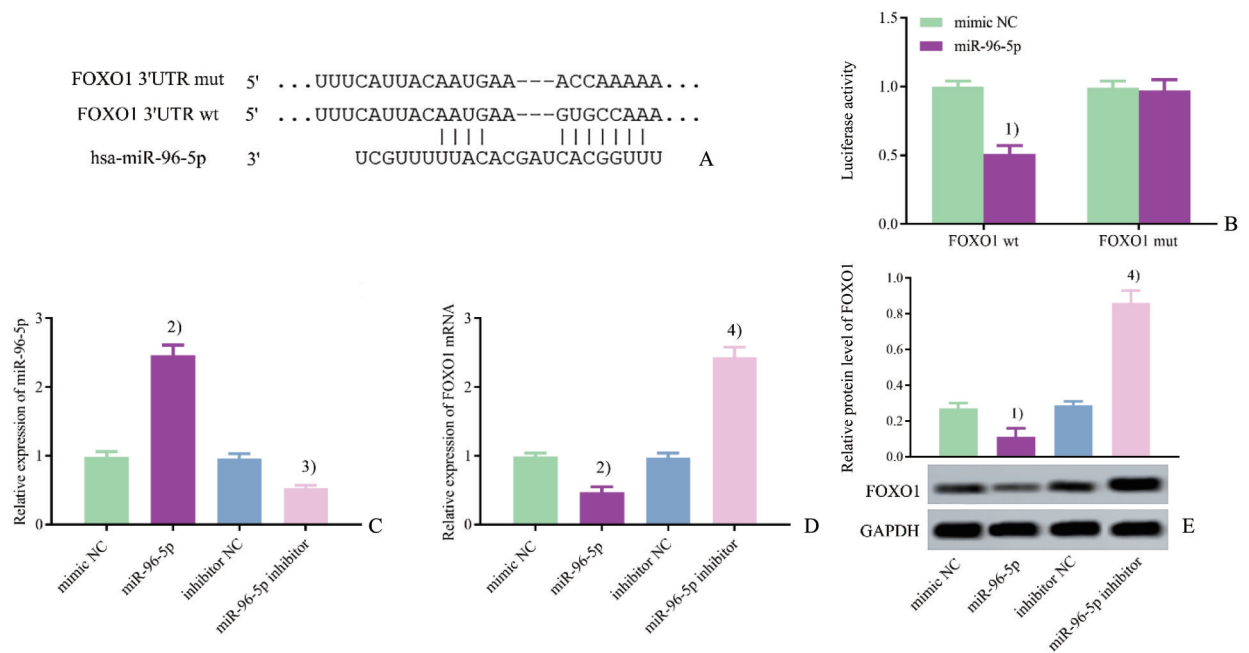 FOXO1 3'UTR mut 5' ...UUUCAUUACAAUGAA---ACCAAAAA...
FOXO1 3'UTR wt 5' ...UUUCAUUACAAUGAA---GUGCCAAA...
hsa-miR-96-5p 3' UCGUUUUUACACGAUCACGGUUU
A
mimic NC
miR-96-5p
Luciferase activity
1.5
1.0
0.5
0.0
1)
FOXO1 wt
FOXO1 mut
B
Relative expression of miR-96-5p
3
2
1
0
2)
3)
mimic NC
miR-96-5p
inhibitor NC
miR-96-5p inhibitor
C
Relative expression of FOXO1 mRNA
3
2
1
0
2)
4)
mimic NC
miR-96-5p
inhibitor NC
miR-96-5p inhibitor
D
Relative protein level of FOXO1
1.0
0.8
0.6
0.4
0.2
0.0
1)
4)
FOXO1
GAPDH
E
mimic NC
miR-96-5p
inhibitor NC
miR-96-5p inhibitor